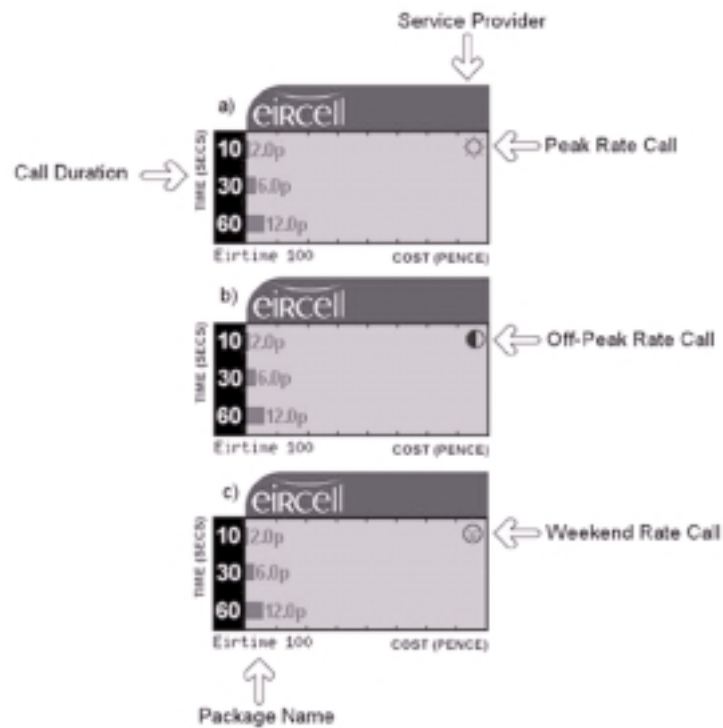 Service Provider
a)
eircell
TIME (SECS)
10 2.0p
Peak Rate Call
Call Duration
30 6.0p
60 12.0p
Eirtime 100 COST (PENCE)
b)
eircell
TIME (SECS)
10 2.0p
Off-Peak Rate Call
30 6.0p
60 12.0p
Eirtime 100 COST (PENCE)
c)
eircell
TIME (SECS)
10 2.0p
Weekend Rate Call
30 6.0p
60 12.0p
Eirtime 100 COST (PENCE)
Package Name